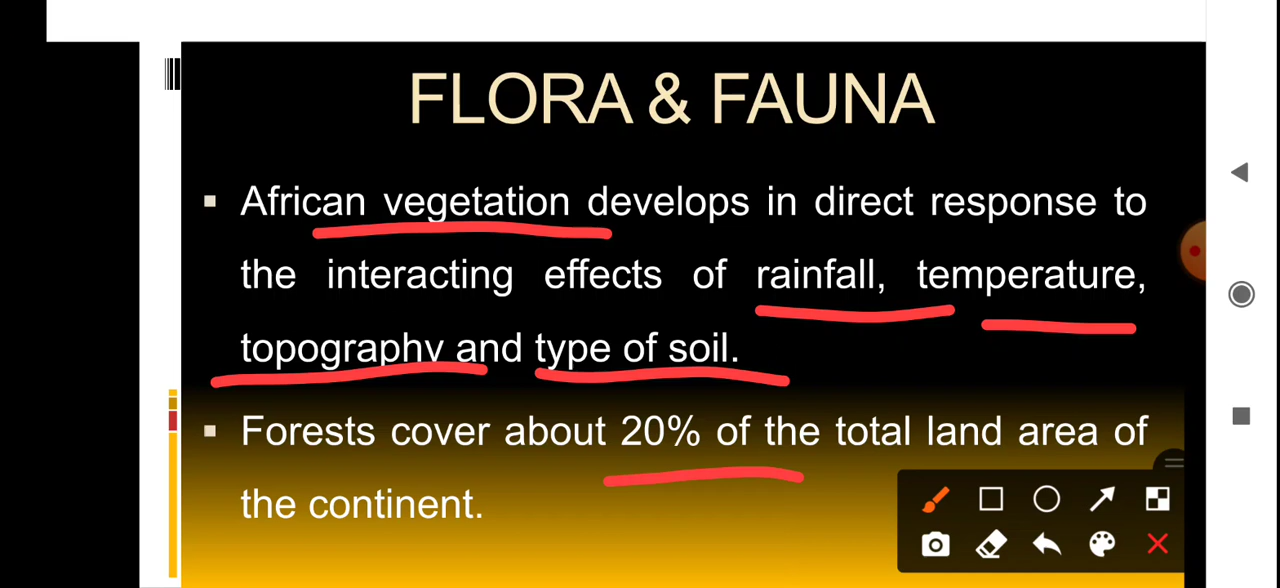 FLORA & FAUNA
▪ African vegetation develops in direct response to
the interacting effects of rainfall, temperature,
topography and type of soil.
▪ Forests cover about 20% of the total land area of
the continent.